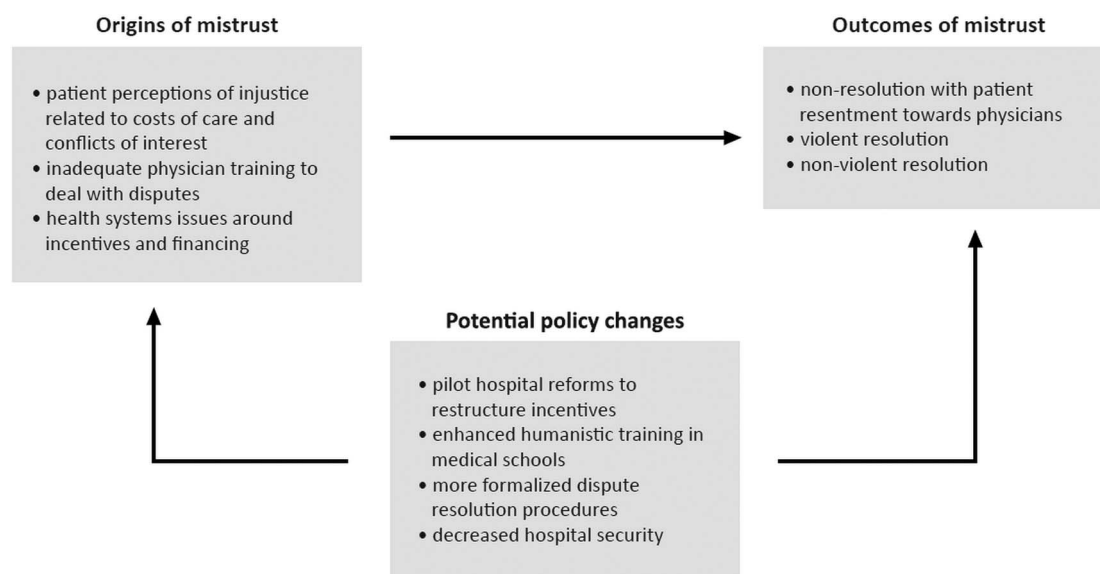 Origins of mistrust
• patient perceptions of injustice
related to costs of care and
conflicts of interest
• inadequate physician training to
deal with disputes
• health systems issues around
incentives and financing
Outcomes of mistrust
• non-resolution with patient
resentment towards physicians
• violent resolution
• non-violent resolution
Potential policy changes
• pilot hospital reforms to
restructure incentives
• enhanced humanistic training in
medical schools
• more formalized dispute
resolution procedures
• decreased hospital security